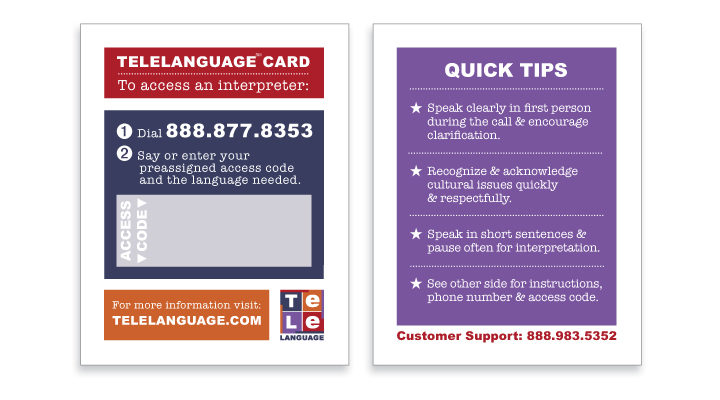 TELELANGUAGE™ CARD
To access an interpreter:
1 Dial 888.877.8353
2 Say or enter your
preassigned access code
and the language needed.
ACCESS
CODE
For more information visit:
TELELANGUAGE.COM
Te
Le
LANGUAGE
QUICK TIPS
Speak clearly in first person
during the call & encourage
clarification.
Recognize & acknowledge
cultural issues quickly
& respectfully.
Speak in short sentences &
pause often for interpretation.
See other side for instructions,
phone number & access code.
Customer Support: 888.983.5352